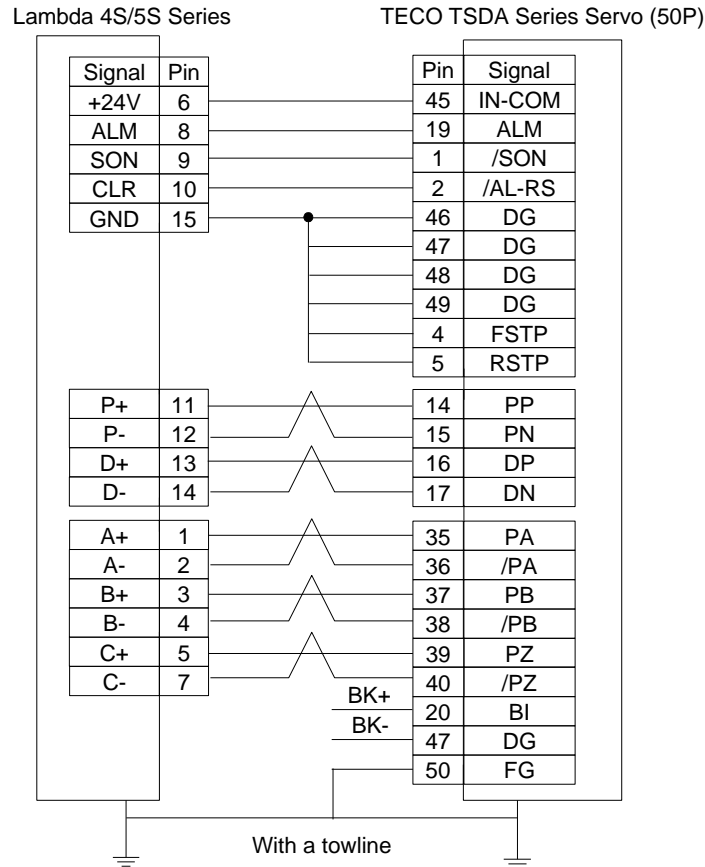 Lambda 4S/5S Series TECO TSDA Series Servo (50P)
Signal Pin Pin Signal
+24V 6 45 IN-COM
ALM 8 19 ALM
SON 9 1 /SON
CLR 10 2 /AL-RS
GND 15 46 DG
47 DG
48 DG
49 DG
4 FSTP
5 RSTP
P+ 11 14 PP
P- 12 15 PN
D+ 13 16 DP
D- 14 17 DN
A+ 1 35 PA
A- 2 36 /PA
B+ 3 37 PB
B- 4 38 /PB
C+ 5 39 PZ
C- 7 40 /PZ
BK+ 20 BI
BK- 47 DG
50 FG
With a towline